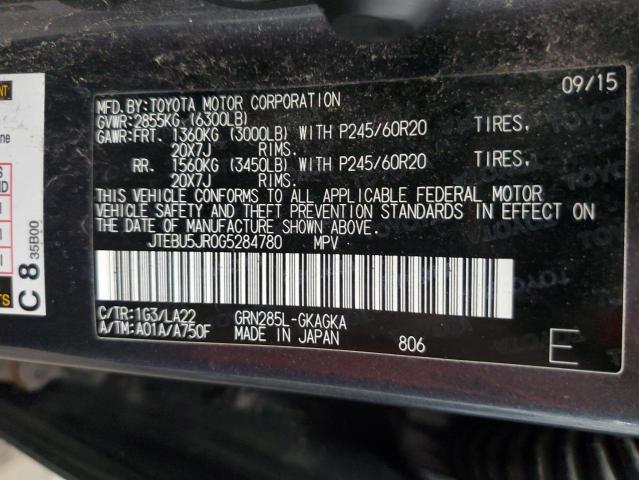 09/15
MFD.BY:TOYOTA MOTOR CORPORATION
GVWR:2855KG (6300LB)
GAWR:FRT. 1360KG (3000LB) WITH P245/60R20 TIRES,
20X7J RIMS.
RR. 1560KG (3450LB) WITH P245/60R20 TIRES,
20X7J RIMS.
THIS VEHICLE CONFORMS TO ALL APPLICABLE FEDERAL MOTOR
VEHICLE SAFETY AND THEFT PREVENTION STANDARDS IN EFFECT ON
THE DATE OF MANUFACTURE SHOWN ABOVE.
JTEBU5JR0G5284780 MPV
C/TR:1G3/LA22 GRN285L-GKAGKA
A/TM:A01A/A750F MADE IN JAPAN 806
E
C 8 35B00